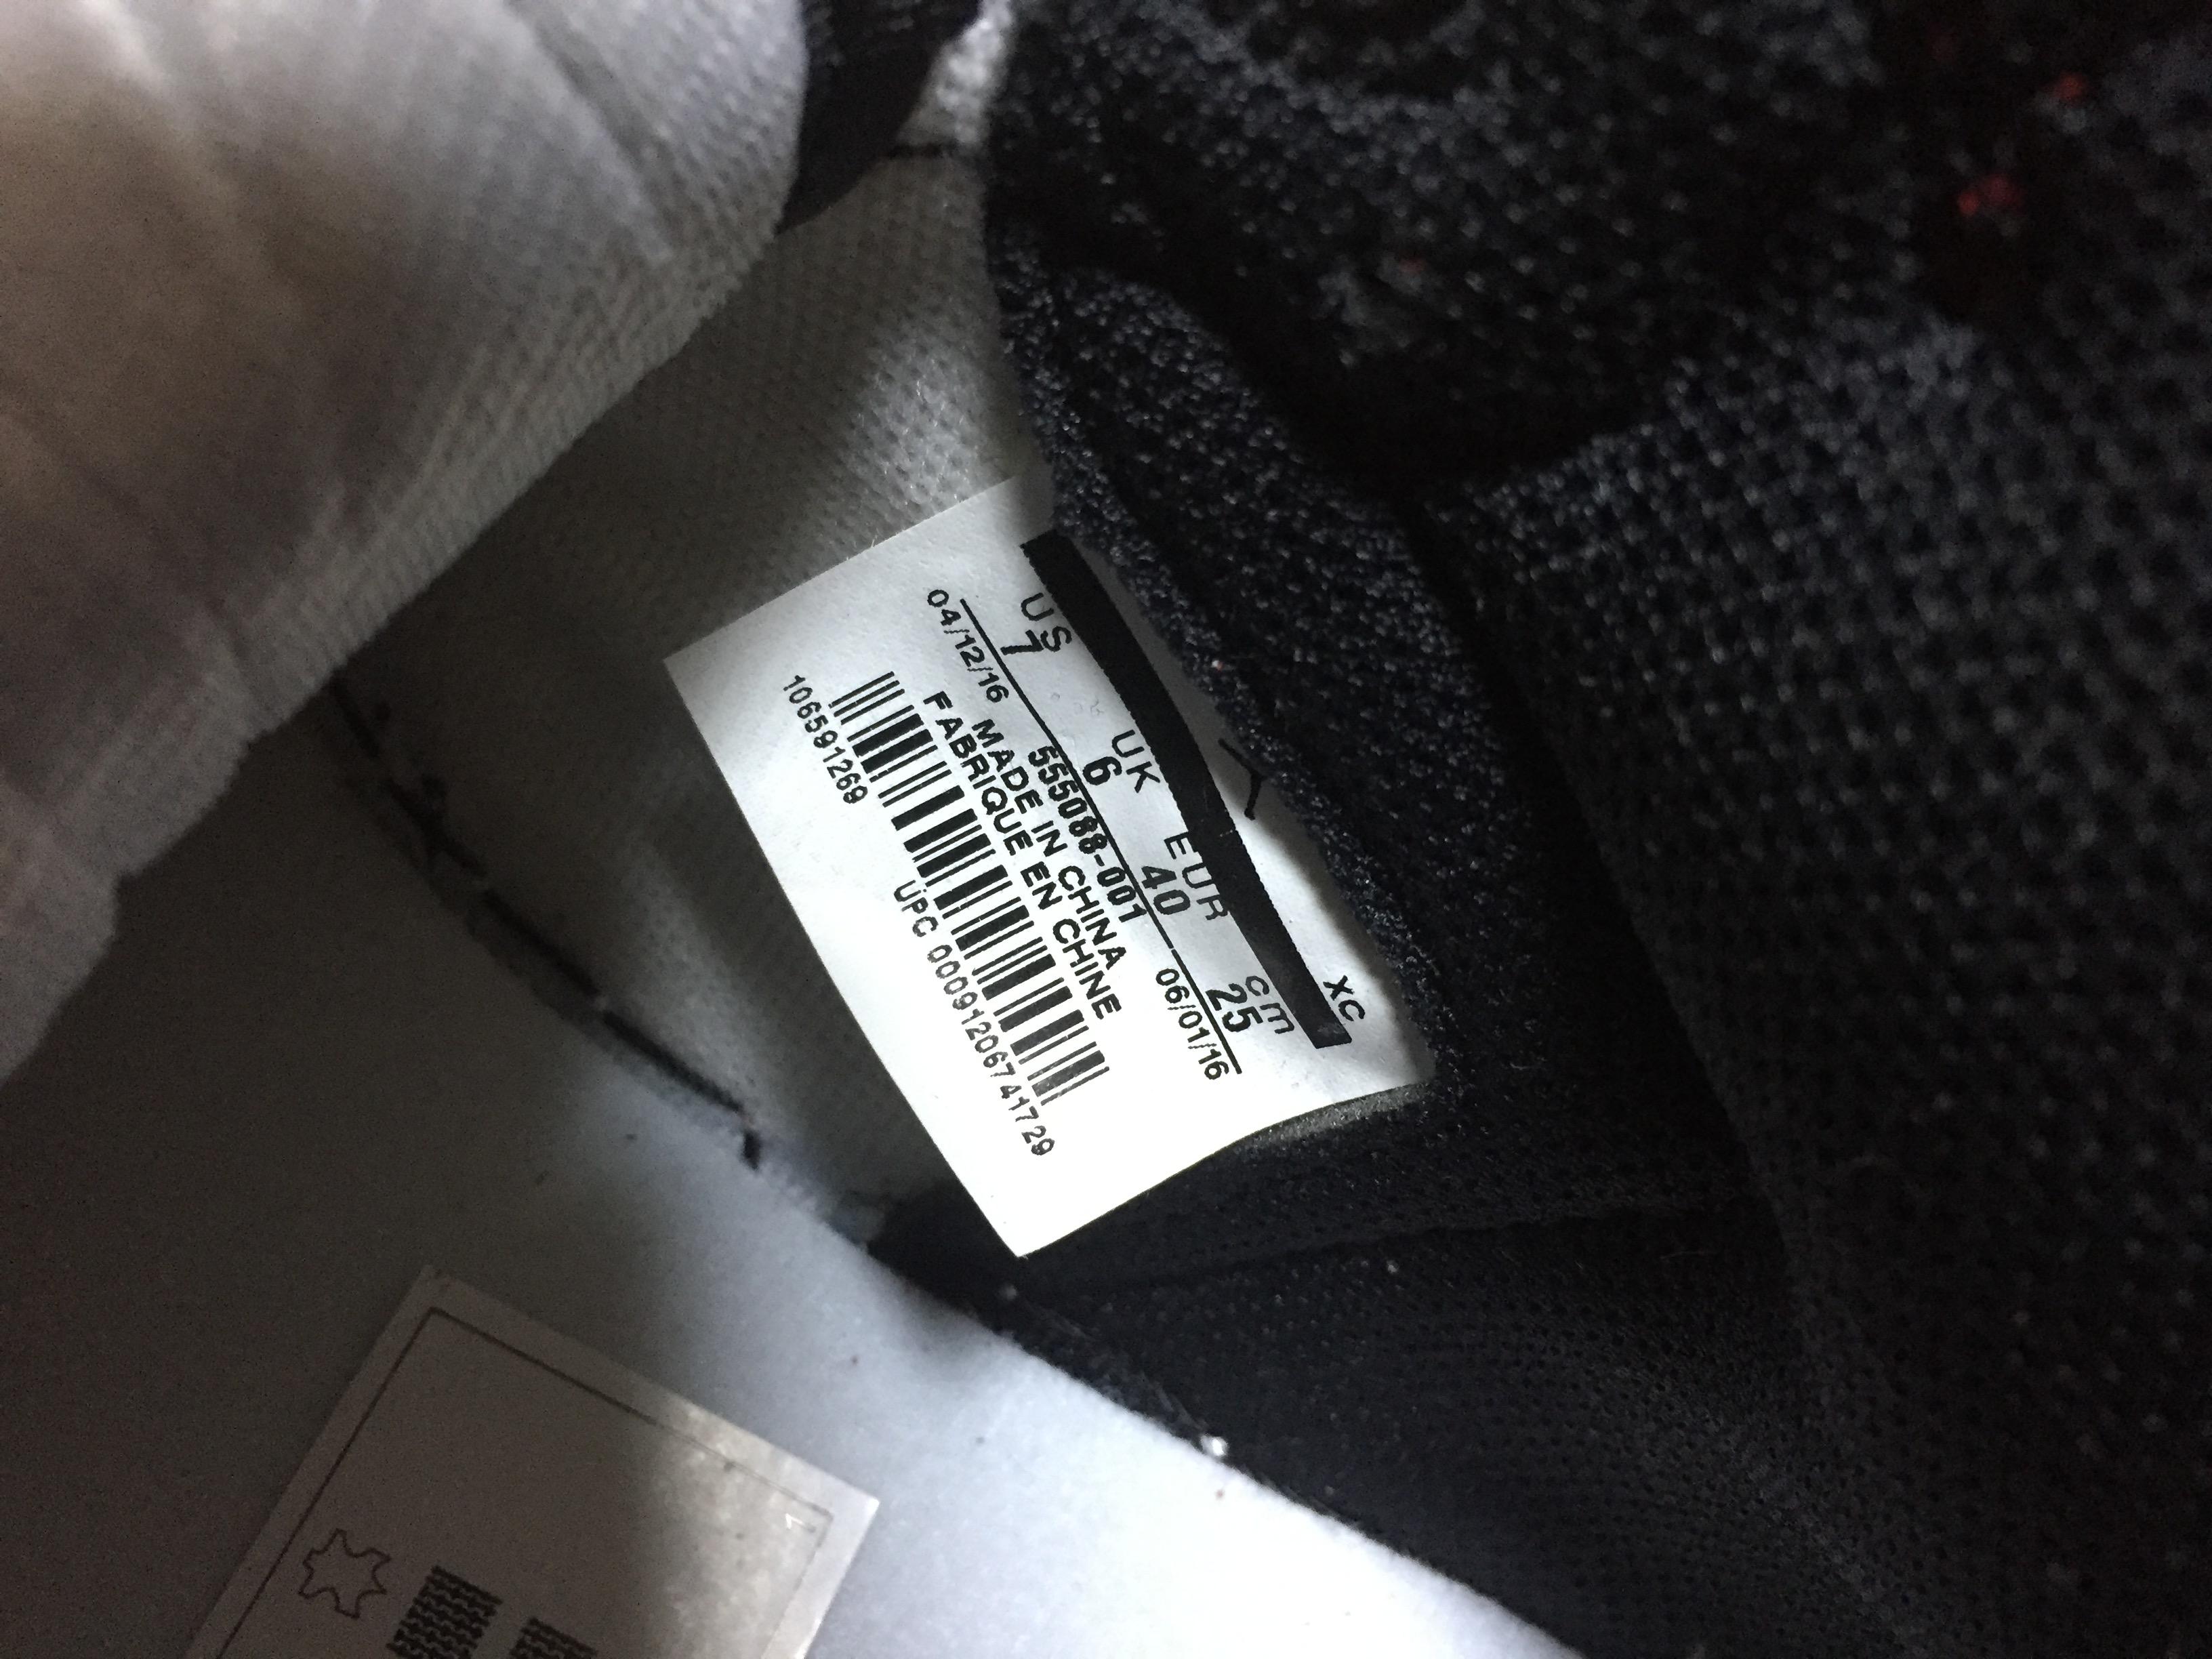 XC
US UK EUR cm
7 6 40 25
04/12/16 555088-001 06/01/16
MADE IN CHINA
FABRIQUE EN CHINE
106591269 UPC 00091206741729